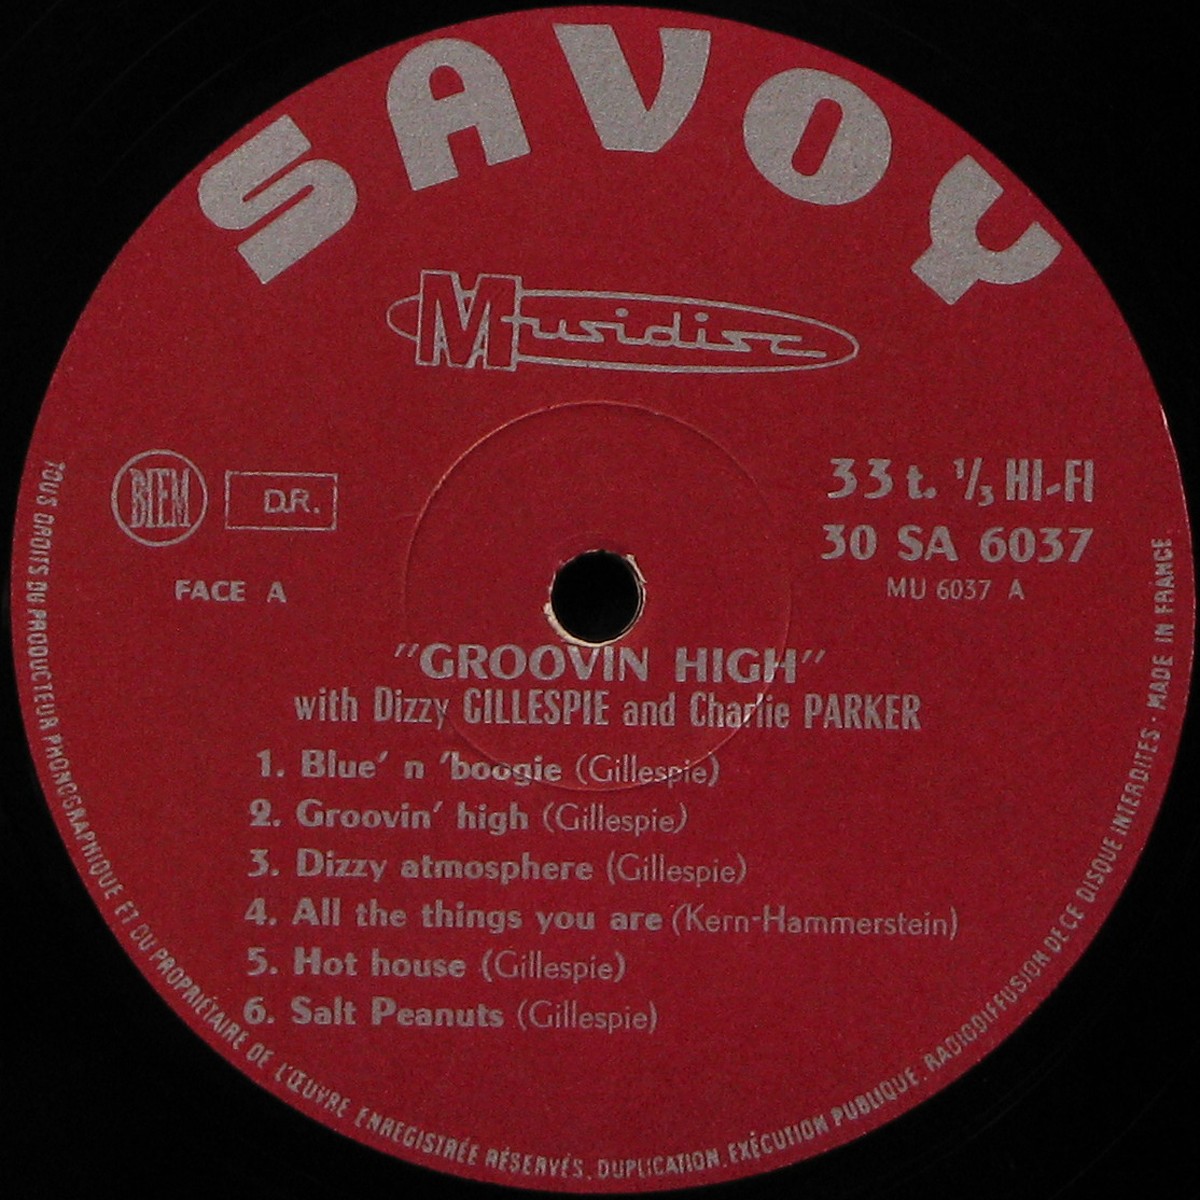 SAVOY
Musidisc
BIEM
D.R.
33 t. 1/3 HI-FI
30 SA 6037
FACE A
MU 6037 A
"GROOVIN HIGH"
with Dizzy GILLESPIE and Charlie PARKER
1. Blue' n 'boogie (Gillespie)
2. Groovin' high (Gillespie)
3. Dizzy atmosphere (Gillespie)
4. All the things you are (Kern-Hammerstein)
5. Hot house (Gillespie)
6. Salt Peanuts (Gillespie)
TOUS DROITS DU PRODUCTEUR PHONOGRAPHIQUE ET DU PROPRIÉTAIRE DE L'ŒUVRE ENREGISTRÉE RÉSERVÉS. DUPLICATION. EXÉCUTION PUBLIQUE. RADIODIFFUSION DE CE DISQUE INTERDITES · MADE IN FRANCE